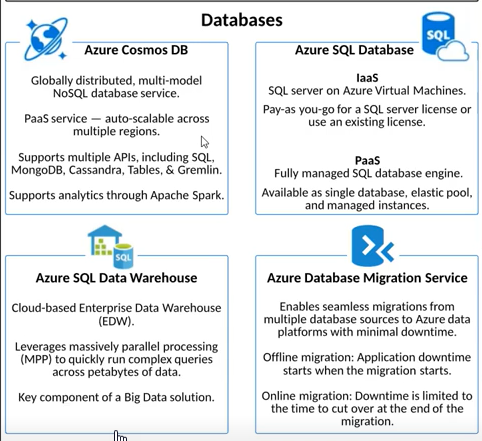 Databases
Azure Cosmos DB
Globally distributed, multi-model
NoSQL database service.
PaaS service — auto-scalable across
multiple regions.
Supports multiple APIs, including SQL,
MongoDB, Cassandra, Tables, & Gremlin.
Supports analytics through Apache Spark.
SQL
Azure SQL Database
IaaS
SQL server on Azure Virtual Machines.
Pay-as you-go for a SQL server license or
use an existing license.
PaaS
Fully managed SQL database engine.
Available as single database, elastic pool,
and managed instances.
SQL
Azure SQL Data Warehouse
Cloud-based Enterprise Data Warehouse
(EDW).
Leverages massively parallel processing
(MPP) to quickly run complex queries
across petabytes of data.
Key component of a Big Data solution.
Azure Database Migration Service
Enables seamless migrations from
multiple database sources to Azure data
platforms with minimal downtime.
Offline migration: Application downtime
starts when the migration starts.
Online migration: Downtime is limited to
the time to cut over at the end of the
migration.